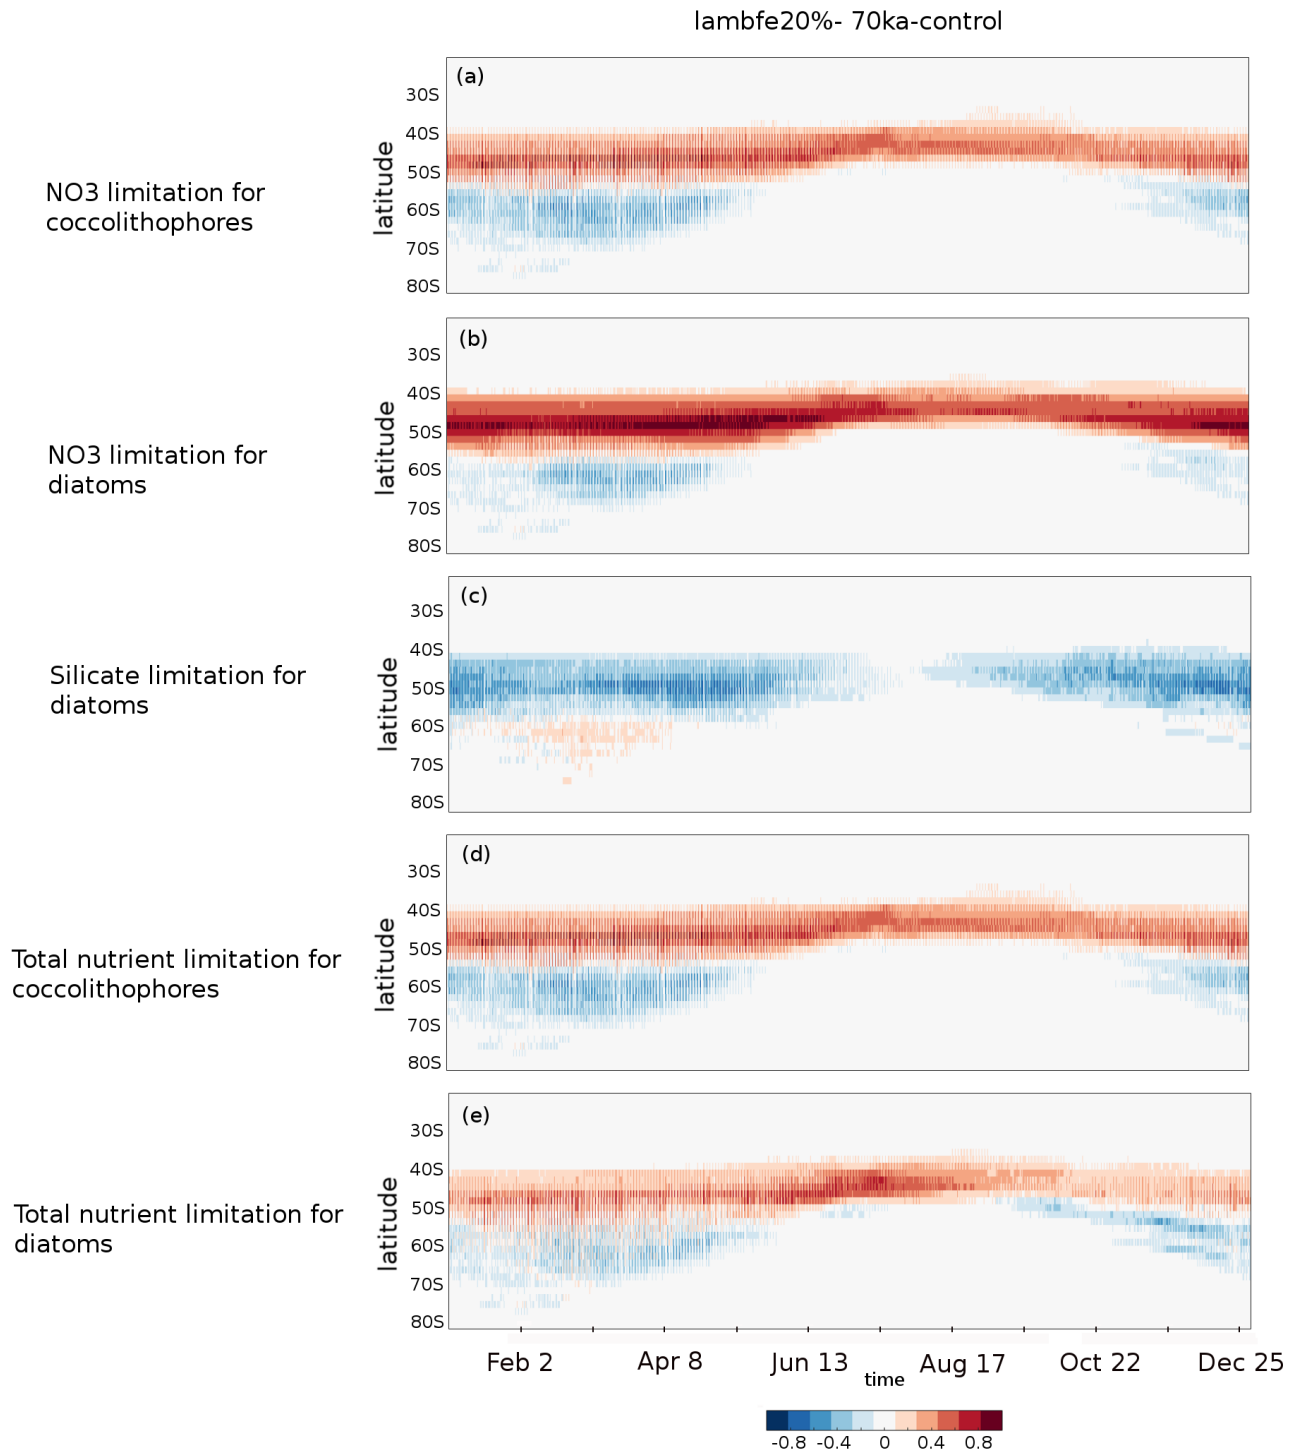 lambfe20%- 70ka-control
(a)
30S
40S
50S
60S
70S
80S
latitude
NO3 limitation for
coccolithophores
(b)
30S
40S
50S
60S
70S
80S
latitude
NO3 limitation for
diatoms
(c)
30S
40S
50S
60S
70S
80S
latitude
Silicate limitation for
diatoms
(d)
30S
40S
50S
60S
70S
80S
latitude
Total nutrient limitation for
coccolithophores
(e)
30S
40S
50S
60S
70S
80S
latitude
Total nutrient limitation for
diatoms
Feb 2 Apr 8 Jun 13 Aug 17 Oct 22 Dec 25
time
-0.8 -0.4 0 0.4 0.8